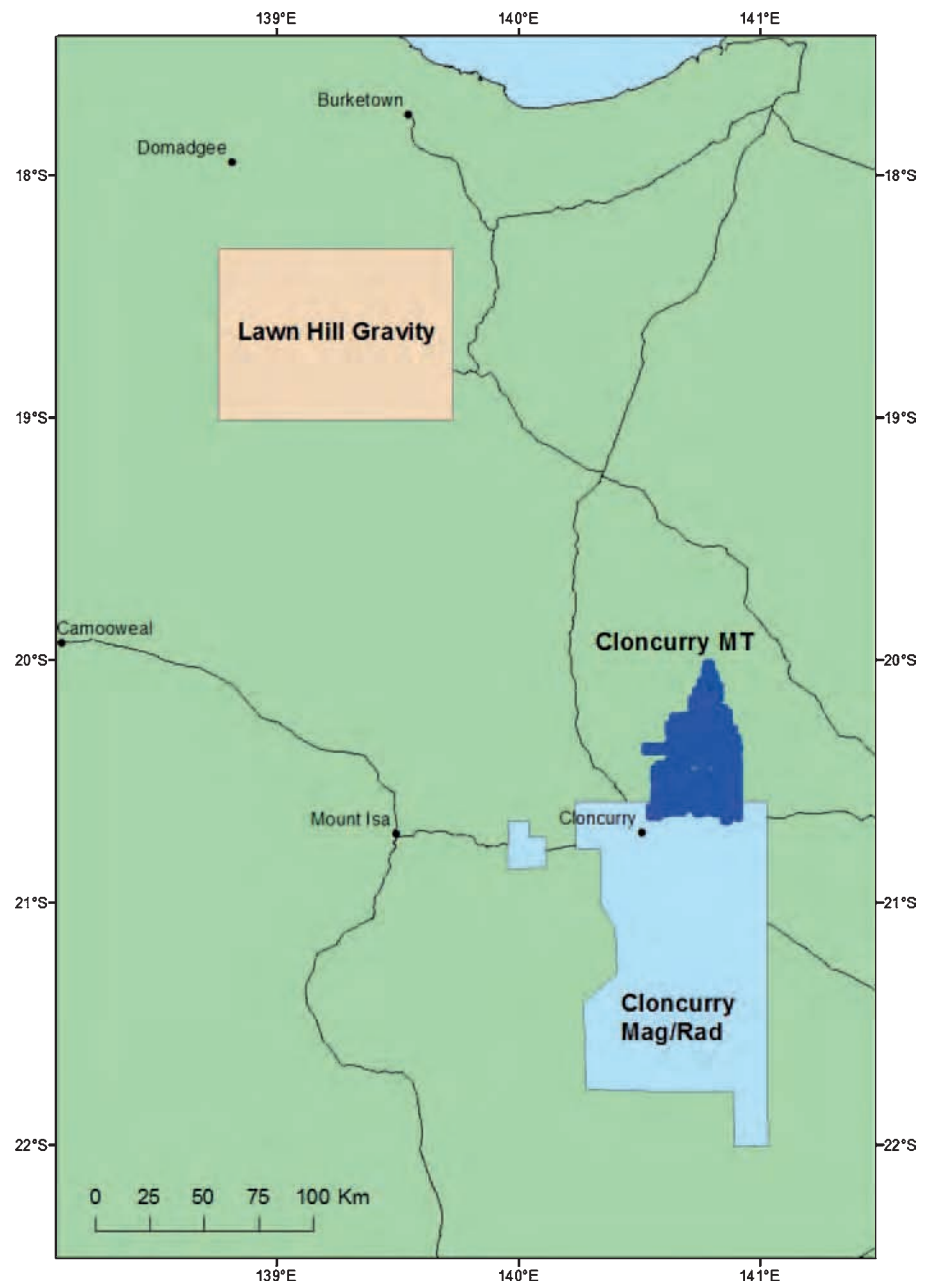 139°E 140°E 141°E
Burketown
Domadgee
18°S 18°S
Lawn Hill Gravity
19°S 19°S
Camooweal
Cloncurry MT
20°S 20°S
Mount Isa
Cloncurry
21°S 21°S
Cloncurry
Mag/Rad
22°S 22°S
0 25 50 75 100 Km
139°E 140°E 141°E